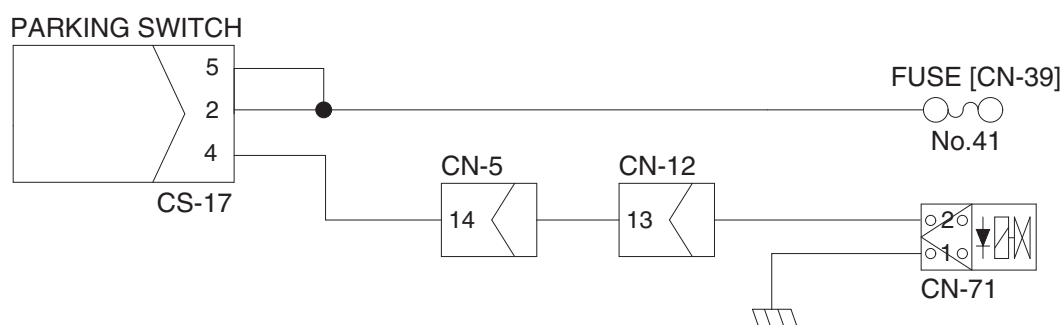 PARKING SWITCH
5
2
4
CS-17
FUSE [CN-39]
No.41
CN-5
14
CN-12
13
2
1
CN-71